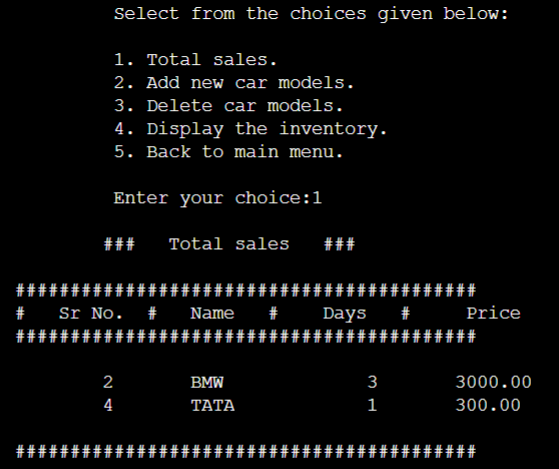 Select from the choices given below:
1. Total sales.
2. Add new car models.
3. Delete car models.
4. Display the inventory.
5. Back to main menu.
Enter your choice:1
### Total sales ###
##########################################
# Sr No. # Name # Days # Price
##########################################
2 BMW 3 3000.00
4 TATA 1 300.00
##########################################